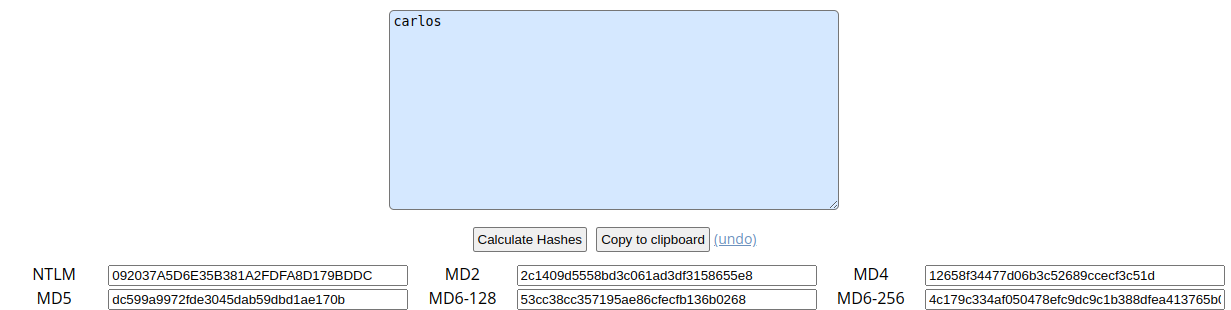 carlos
Calculate Hashes Copy to clipboard (undo)
NTLM 092037A5D6E35B381A2FDFA8D179BDDC MD2 2c1409d5558bd3c061ad3df3158655e8 MD4 12658f34477d06b3c52689ccecf3c51d
MD5 dc599a9972fde3045dab59dbd1ae170b MD6-128 53cc38cc357195ae86cfecfb136b0268 MD6-256 4c179c334af050478efc9dc9c1b388dfea413765b